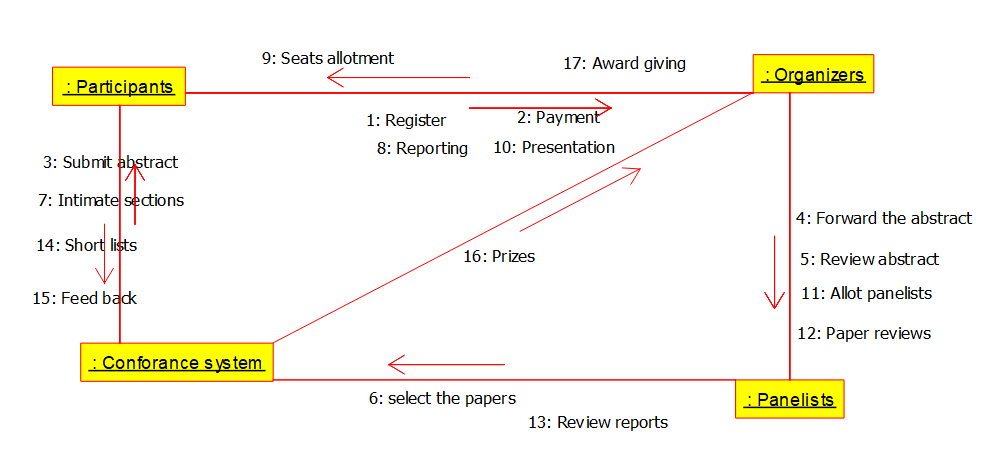 9: Seats allotment
17: Award giving
: Participants
: Organizers
1: Register
2: Payment
8: Reporting
10: Presentation
3: Submit abstract
7: Intimate sections
14: Short lists
15: Feed back
4: Forward the abstract
5: Review abstract
11: Allot panelists
12: Paper reviews
16: Prizes
: Conforance system
6: select the papers
: Panelists
13: Review reports